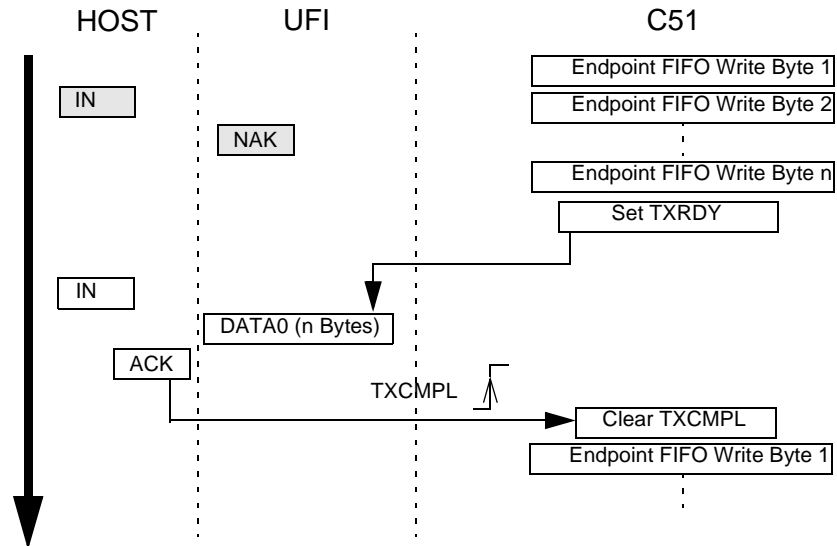 HOST UFI C51
Endpoint FIFO Write Byte 1
IN
Endpoint FIFO Write Byte 2
NAK
Endpoint FIFO Write Byte n
Set TXRDY
IN
DATA0 (n Bytes)
ACK
TXCMPL
Clear TXCMPL
Endpoint FIFO Write Byte 1